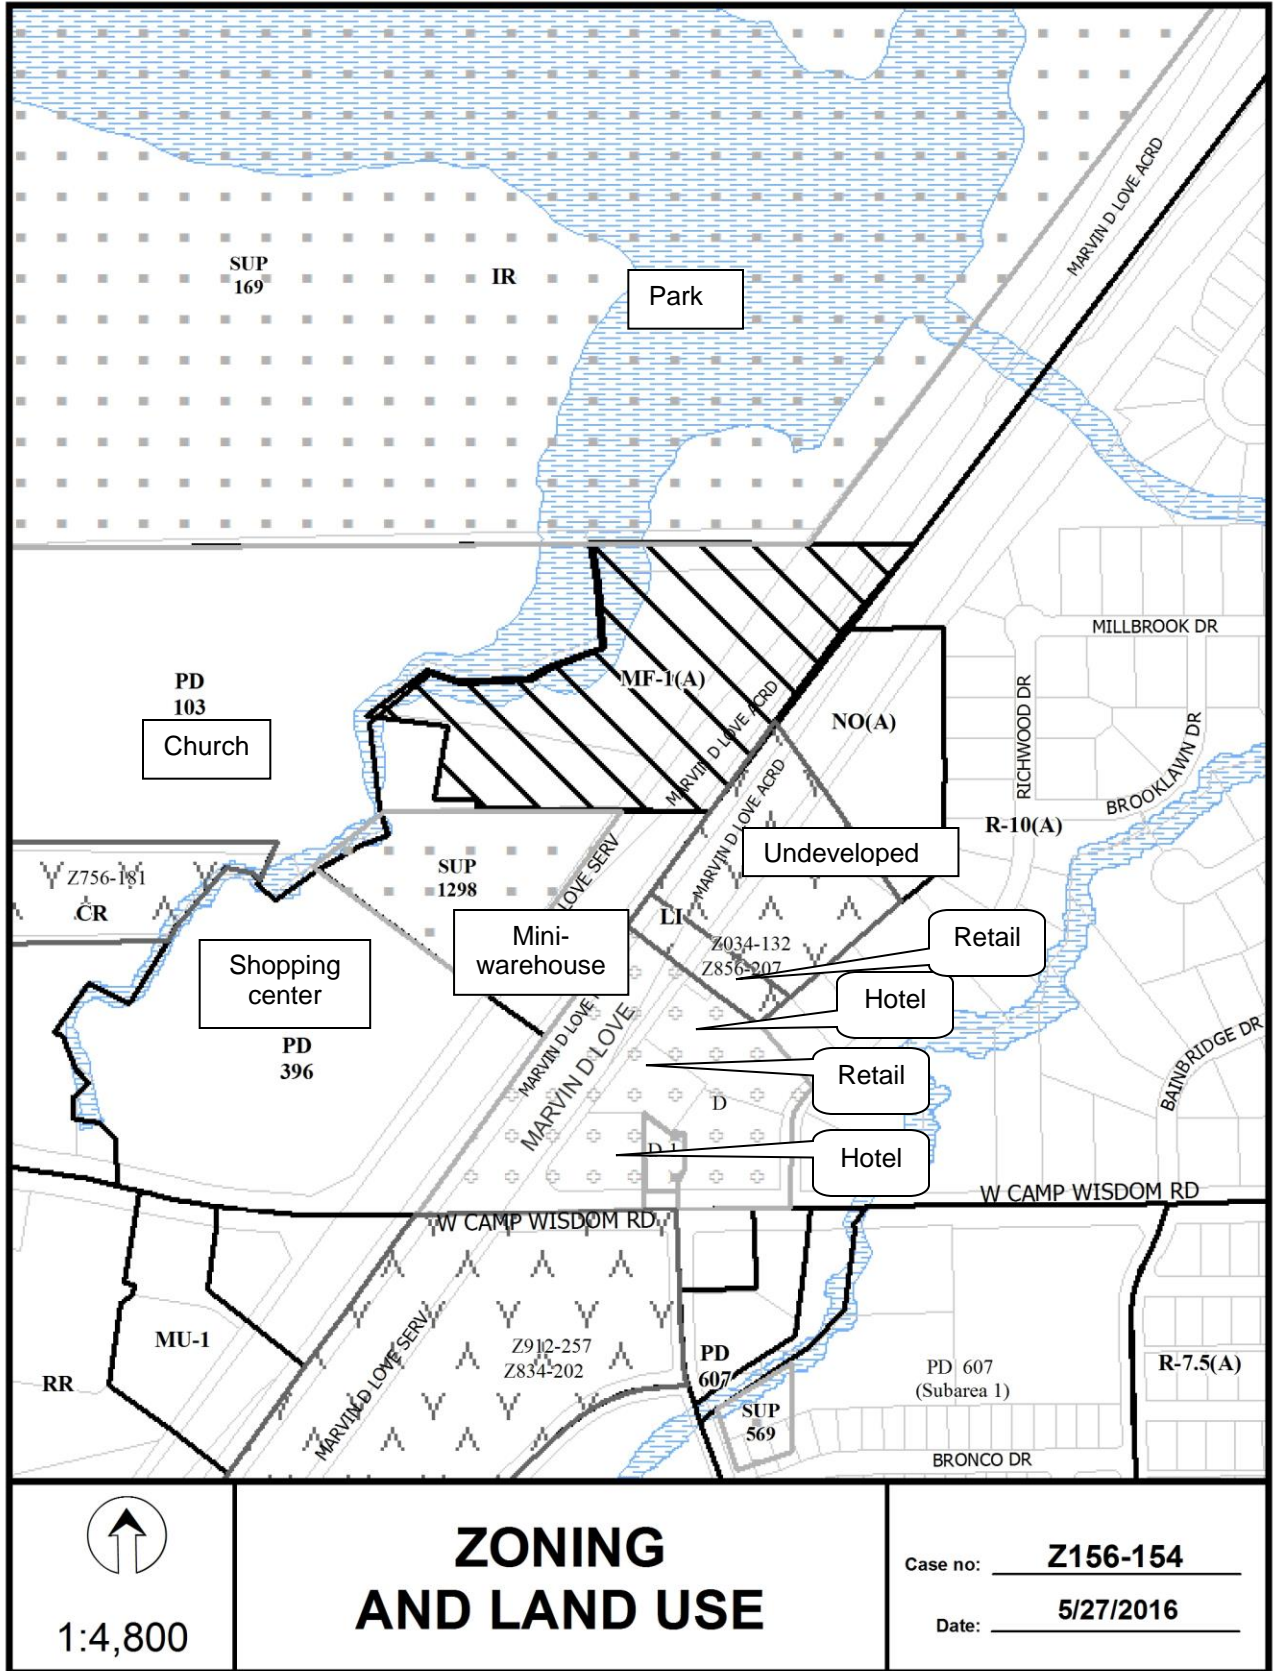 MARVIN D LOVE ACRD
SUP
169
IR
Park
MILLBROOK DR
PD
103
Church
MF-1(A)
MARVIN D LOVE ACRD
NO(A)
RICHWOOD DR
BROOKLAWN DR
R-10(A)
MARVIN D LOVE ACRD
Undeveloped
Z756-181
CR
SUP
1298
LOVE SERV
LI
Mini-
warehouse
Z034-132
Z856-207
Retail
Shopping
center
Hotel
PD
396
MARVIN D LOVE
MARVIN D LOVE
Retail
BAINBRIDGE DR
D
Hotel
W CAMP WISDOM RD
W CAMP WISDOM RD
MU-1
RR
MARVIN D LOVE SERV
Z912-257
Z834-202
PD
607
PD 607
(Subarea 1)
R-7.5(A)
SUP
569
BRONCO DR
1:4,800
ZONING
AND LAND USE
Case no: Z156-154
Date: 5/27/2016